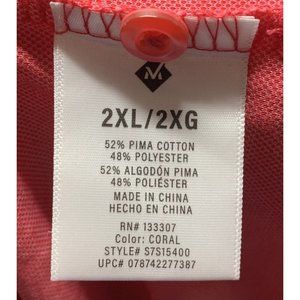 2XL/2XG
52% PIMA COTTON
48% POLYESTER
52% ALGODÓN PIMA
48% POLIÉSTER
MADE IN CHINA
HECHO EN CHINA
RN# 133307
Color: CORAL
STYLE# S7S15400
UPC# 078742277387